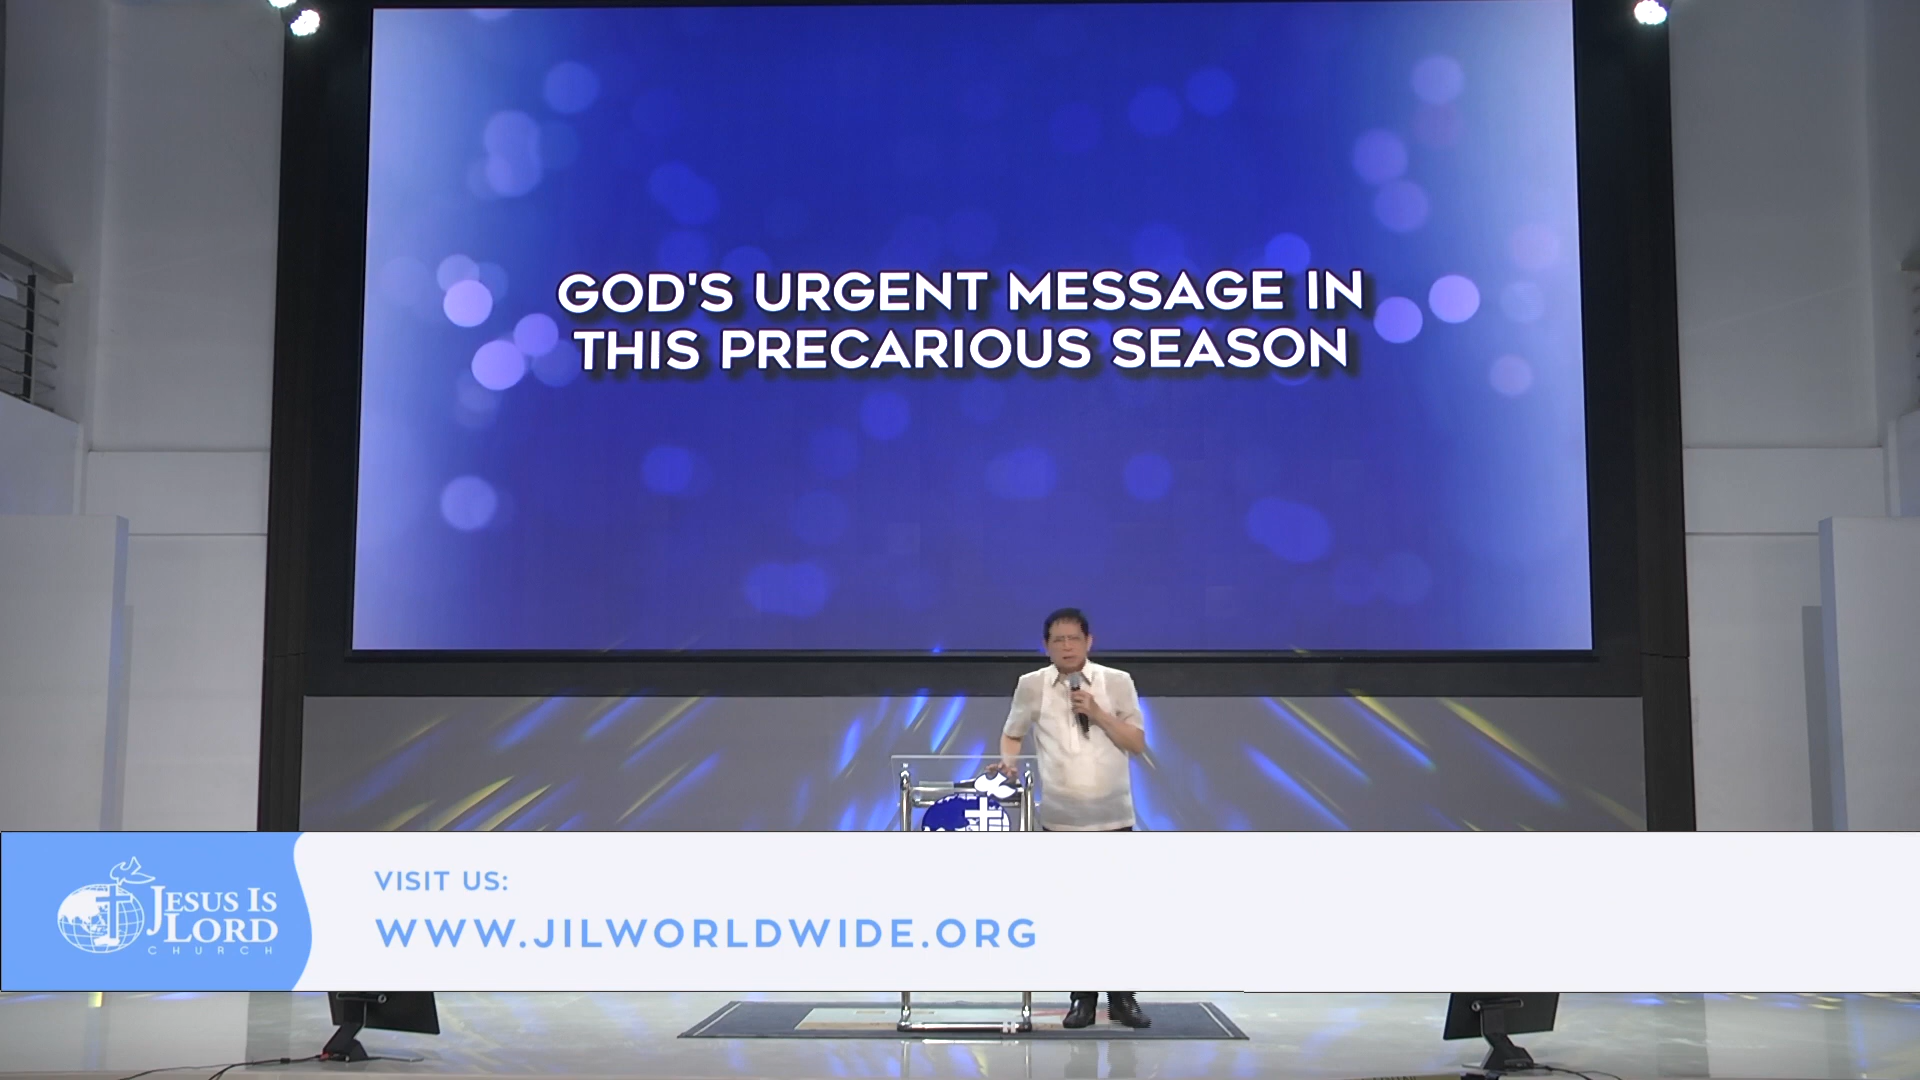 GOD'S URGENT MESSAGE IN
THIS PRECARIOUS SEASON
JESUS IS
LORD
CHURCH
VISIT US:
WWW.JILWORLDWIDE.ORG